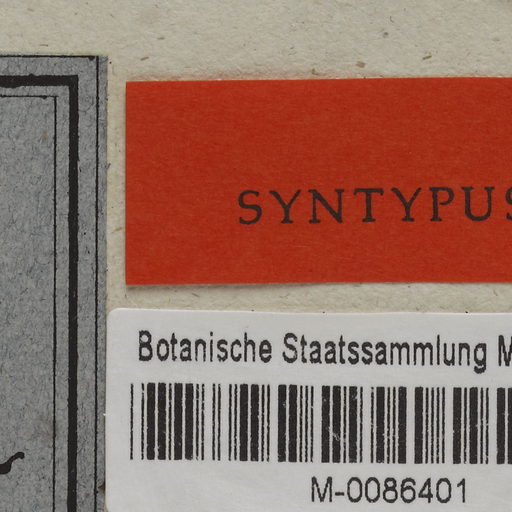 SYNTYPUS
Botanische Staatssammlung M
M-0086401